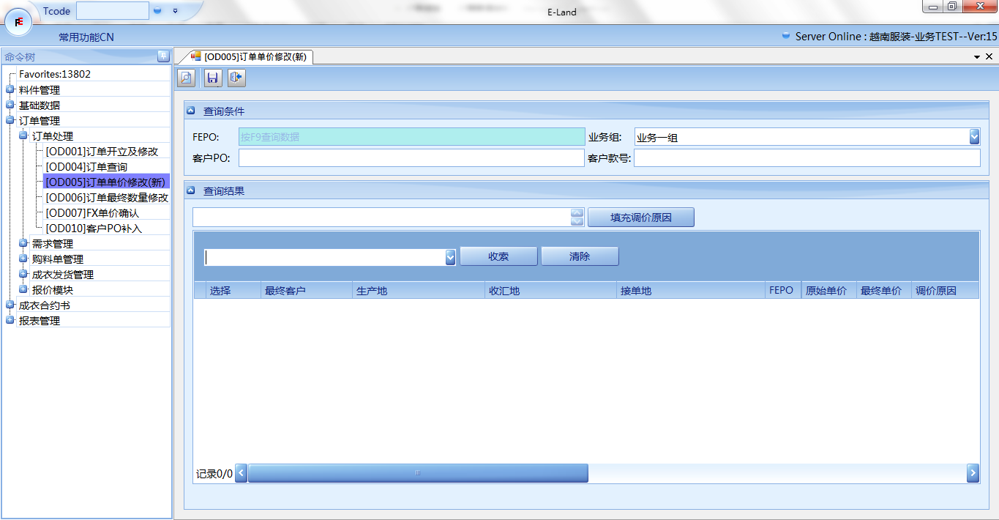 Tcode
E-Land
常用功能CN
Server Online : 越南服装-业务TEST--Ver:15
命令树
Favorites:13802
料件管理
基础数据
订单管理
订单处理
[OD001]订单开立及修改
[OD004]订单查询
[OD005]订单单价修改(新)
[OD006]订单最终数量修改
[OD007]FX单价确认
[OD010]客户PO补入
需求管理
购料单管理
成衣发货管理
报价模块
成衣合约书
报表管理
[OD005]订单单价修改(新)
查询条件
FEPO: 按F9查询数据 业务组: 业务一组
客户PO: 客户款号:
查询结果
填充调价原因
收索 清除
选择 最终客户 生产地 收汇地 接单地 FEPO 原始单价 最终单价 调价原因
记录0/0